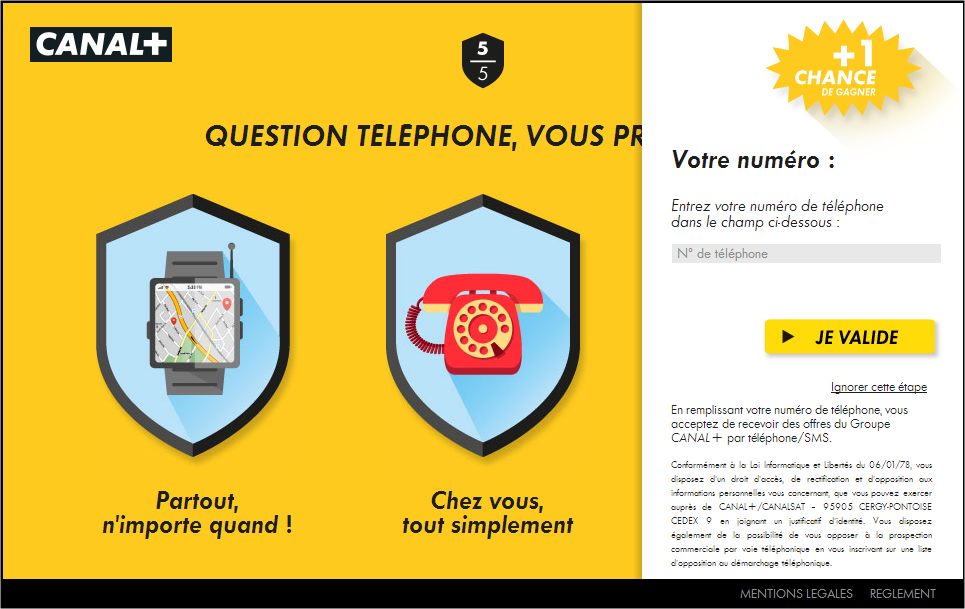 CANAL+
5
5
QUESTION TÉLÉPHONE, VOUS PR
Partout,
n'importe quand !
Chez vous,
tout simplement
+1
CHANCE
DE GAGNER
Votre numéro :
Entrez votre numéro de téléphone
dans le champ ci-dessous :
N° de téléphone
JE VALIDE
Ignorer cette étape
En remplissant votre numéro de téléphone, vous
acceptez de recevoir des offres du Groupe
CANAL+ par téléphone/SMS.
Conformément à la Loi Informatique et Libertés du 06/01/78, vous
disposez d'un droit d'accès, de rectification et d'opposition aux
informations personnelles vous concernant, que vous pouvez exercer
auprès de CANAL+/CANALSAT - 95905 CERGY-PONTOISE
CEDEX 9 en joignant un justificatif d'identité. Vous disposez
également de la possibilité de vous opposer à la prospection
commerciale par voie téléphonique en vous inscrivant sur une liste
d'opposition au démarchage téléphonique.
MENTIONS LEGALES REGLEMENT